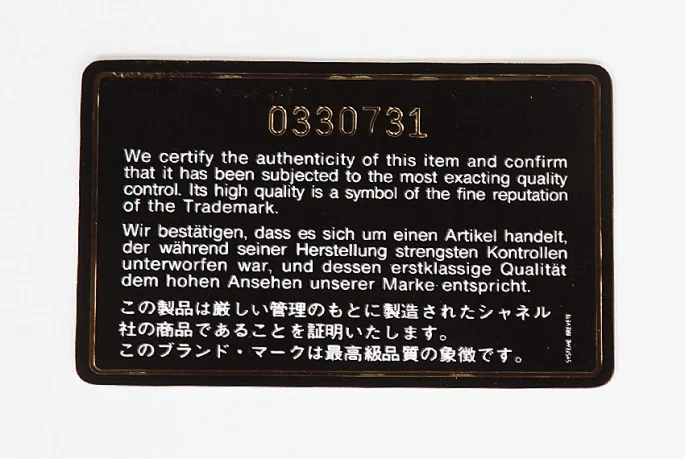 0330731
We certify the authenticity of this item and confirm
that it has been subjected to the most exacting quality
control. Its high quality is a symbol of the fine reputation
of the Trademark.
Wir bestätigen, dass es sich um einen Artikel handelt,
der während seiner Herstellung strengsten Kontrollen
unterworfen war, und dessen erstklassige Qualität
dem hohen Ansehen unserer Marke entspricht.
この製品は厳しい管理のもとに製造されたシャネル
社の商品であることを証明いたします。
このブランド・マークは最高級品質の象徴です。
SYSTEME BREVETE